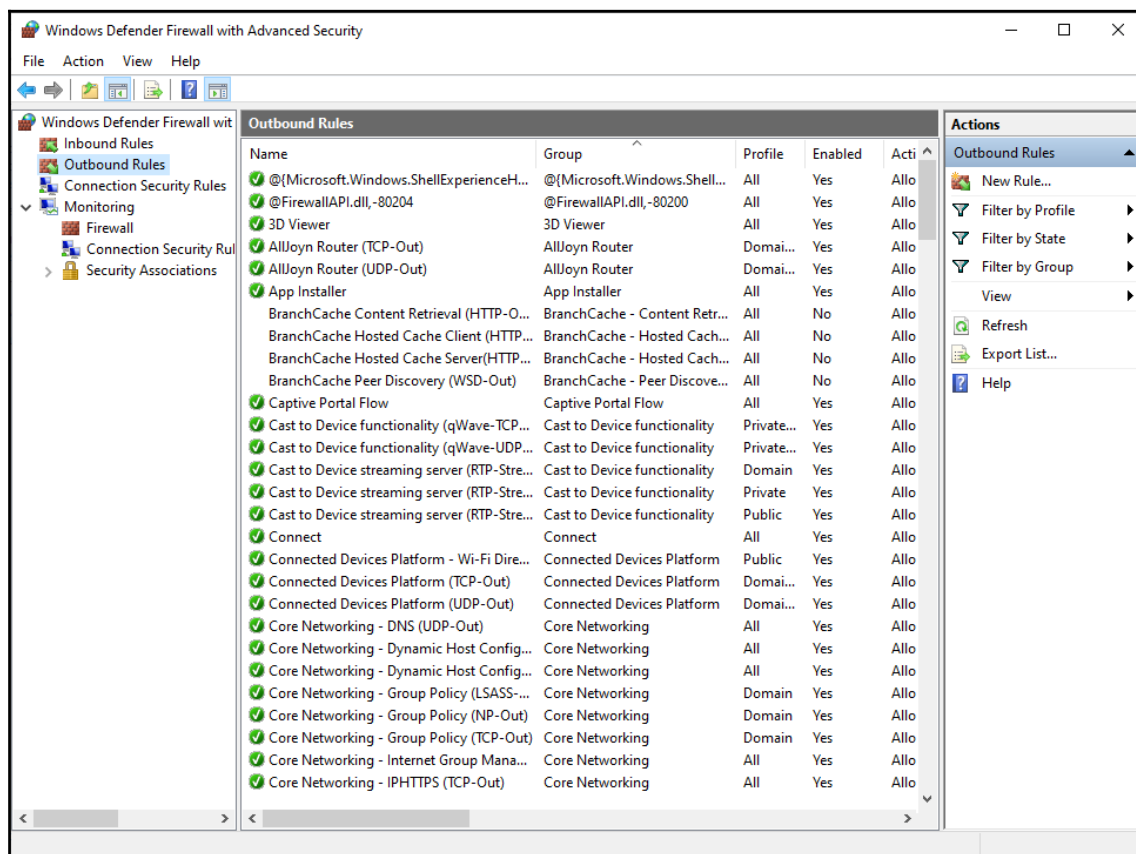 Windows Defender Firewall with Advanced Security
File Action View Help
Windows Defender Firewall wit
Inbound Rules
Outbound Rules
Connection Security Rules
Monitoring
Firewall
Connection Security Rul
Security Associations
Outbound Rules
Name Group Profile Enabled Acti
@{Microsoft.Windows.ShellExperienceH... @{Microsoft.Windows.Shell... All Yes Allo
@FirewallAPI.dll,-80204 @FirewallAPI.dll,-80200 All Yes Allo
3D Viewer 3D Viewer All Yes Allo
AllJoyn Router (TCP-Out) AllJoyn Router Domai... Yes Allo
AllJoyn Router (UDP-Out) AllJoyn Router Domai... Yes Allo
App Installer App Installer All Yes Allo
BranchCache Content Retrieval (HTTP-O... BranchCache - Content Retr... All No Allo
BranchCache Hosted Cache Client (HTTP... BranchCache - Hosted Cach... All No Allo
BranchCache Hosted Cache Server(HTTP... BranchCache - Hosted Cach... All No Allo
BranchCache Peer Discovery (WSD-Out) BranchCache - Peer Discove... All No Allo
Captive Portal Flow Captive Portal Flow All Yes Allo
Cast to Device functionality (qWave-TCP... Cast to Device functionality Private... Yes Allo
Cast to Device functionality (qWave-UDP... Cast to Device functionality Private... Yes Allo
Cast to Device streaming server (RTP-Stre... Cast to Device functionality Domain Yes Allo
Cast to Device streaming server (RTP-Stre... Cast to Device functionality Private Yes Allo
Cast to Device streaming server (RTP-Stre... Cast to Device functionality Public Yes Allo
Connect Connect All Yes Allo
Connected Devices Platform - Wi-Fi Dire... Connected Devices Platform Public Yes Allo
Connected Devices Platform (TCP-Out) Connected Devices Platform Domai... Yes Allo
Connected Devices Platform (UDP-Out) Connected Devices Platform Domai... Yes Allo
Core Networking - DNS (UDP-Out) Core Networking All Yes Allo
Core Networking - Dynamic Host Config... Core Networking All Yes Allo
Core Networking - Dynamic Host Config... Core Networking All Yes Allo
Core Networking - Group Policy (LSASS-... Core Networking Domain Yes Allo
Core Networking - Group Policy (NP-Out) Core Networking Domain Yes Allo
Core Networking - Group Policy (TCP-Out) Core Networking Domain Yes Allo
Core Networking - Internet Group Mana... Core Networking All Yes Allo
Core Networking - IPHTTPS (TCP-Out) Core Networking All Yes Allo
Actions
Outbound Rules
New Rule...
Filter by Profile
Filter by State
Filter by Group
View
Refresh
Export List...
Help